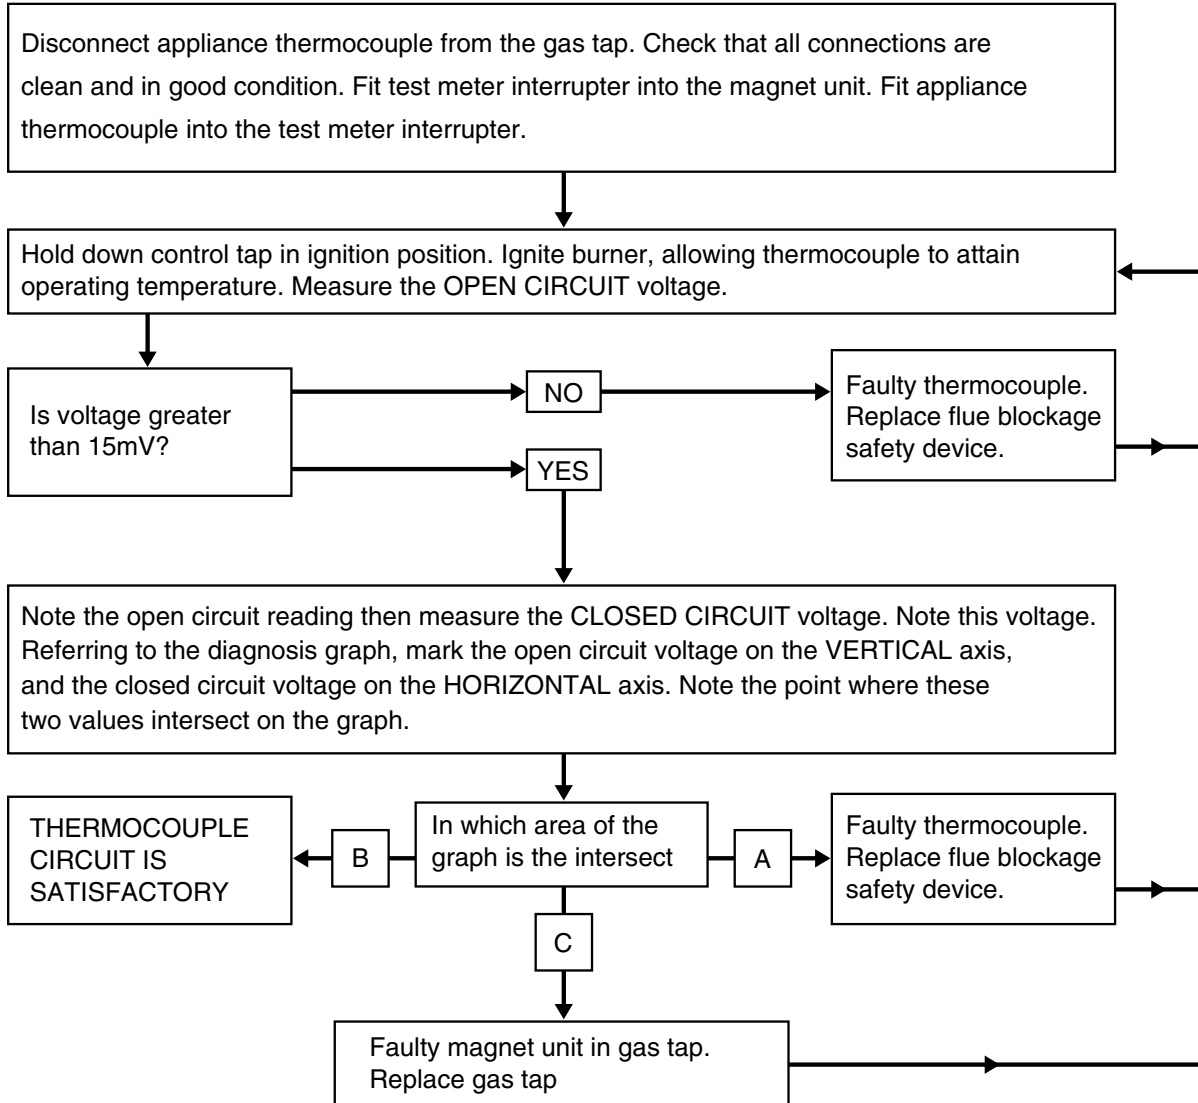 Disconnect appliance thermocouple from the gas tap. Check that all connections are
clean and in good condition. Fit test meter interrupter into the magnet unit. Fit appliance
thermocouple into the test meter interrupter.
Hold down control tap in ignition position. Ignite burner, allowing thermocouple to attain
operating temperature. Measure the OPEN CIRCUIT voltage.
Is voltage greater
than 15mV?
NO
YES
Faulty thermocouple.
Replace flue blockage
safety device.
Note the open circuit reading then measure the CLOSED CIRCUIT voltage. Note this voltage.
Referring to the diagnosis graph, mark the open circuit voltage on the VERTICAL axis,
and the closed circuit voltage on the HORIZONTAL axis. Note the point where these
two values intersect on the graph.
THERMOCOUPLE
CIRCUIT IS
SATISFACTORY
B
In which area of the
graph is the intersect
A
Faulty thermocouple.
Replace flue blockage
safety device.
C
Faulty magnet unit in gas tap.
Replace gas tap